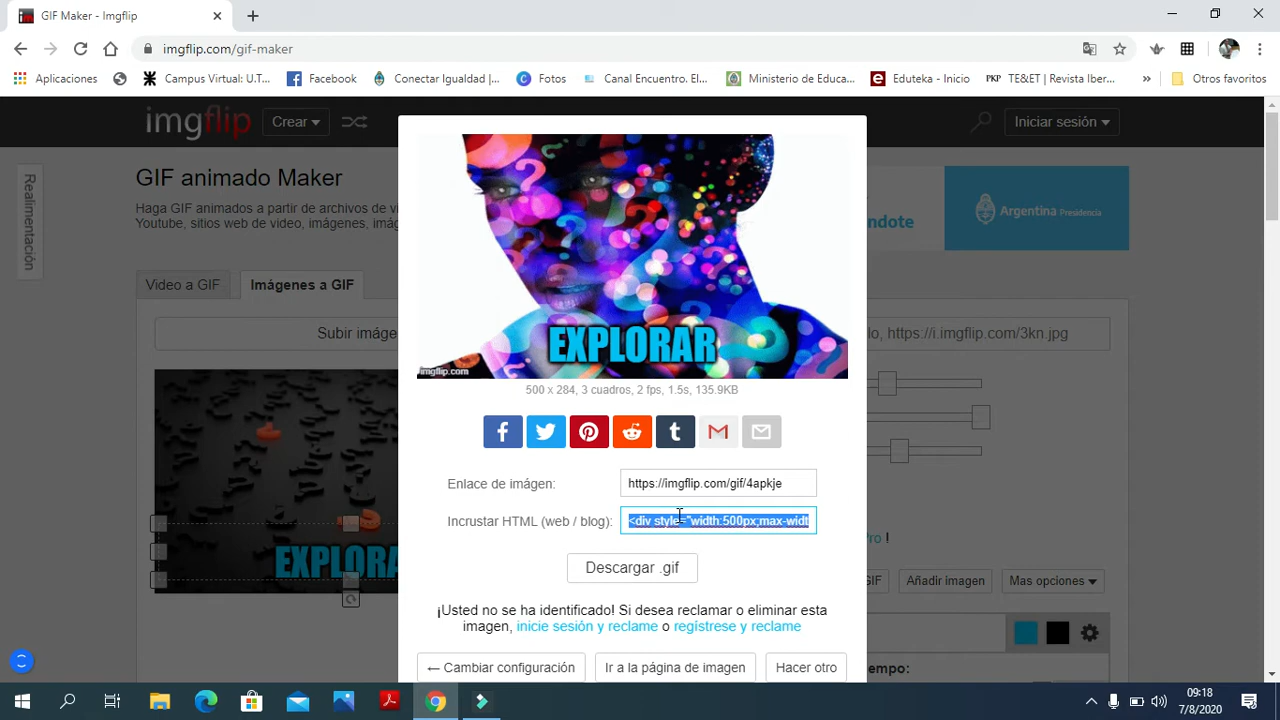 GIF Maker - Imgflip
imgflip.com/gif-maker
Aplicaciones
Campus Virtual: U.T...
Facebook
Conectar Igualdad |...
Fotos
Canal Encuentro. El...
Ministerio de Educa...
Eduteka - Inicio
PKP TE&ET | Revista Iber...
»
Otros favoritos
imgflip
Crear
Iniciar sesión
Realimentación
GIF animado Maker
Haga GIF animados a partir de archivos de vi
Youtube, sitios web de video, imágenes, imág
ndote
Argentina Presidencia
Video a GIF
Imágenes a GIF
Subir imáge
lo, https://i.imgflip.com/3kn.jpg
EXPLORA
EXPLORAR
imgflip.com
500 x 284, 3 cuadros, 2 fps, 1.5s, 135.9KB
Enlace de imágen:
https://imgflip.com/gif/4apkje
Incrustar HTML (web / blog):
<div style="width:500px;max-widt
Pro !
Descargar .gif
GIF
Añadir imagen
Mas opciones
¡Usted no se ha identificado! Si desea reclamar o eliminar esta
imagen, inicie sesión y reclame o regístrese y reclame
← Cambiar configuración
Ir a la página de imagen
Hacer otro
empo:
09:18
7/8/2020